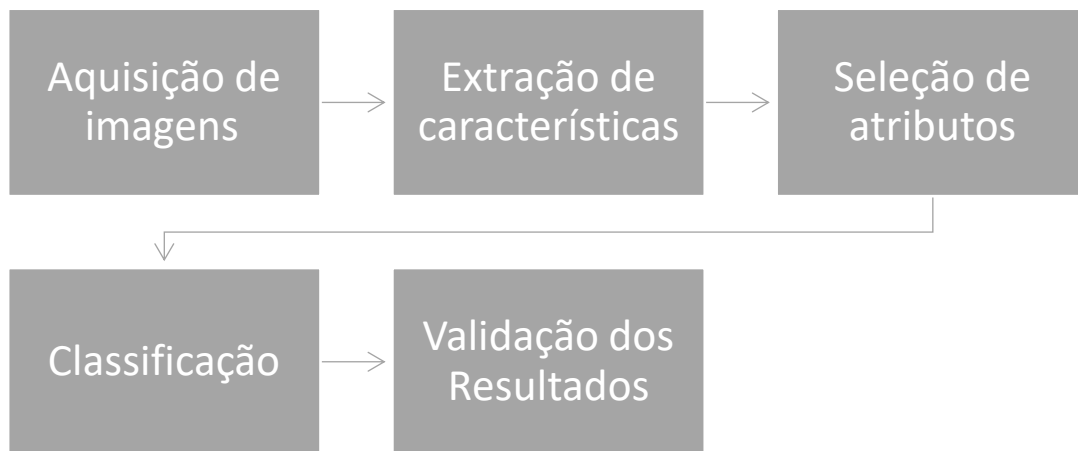 Aquisição de
imagens
Extração de
características
Seleção de
atributos
Classificação
Validação dos
Resultados